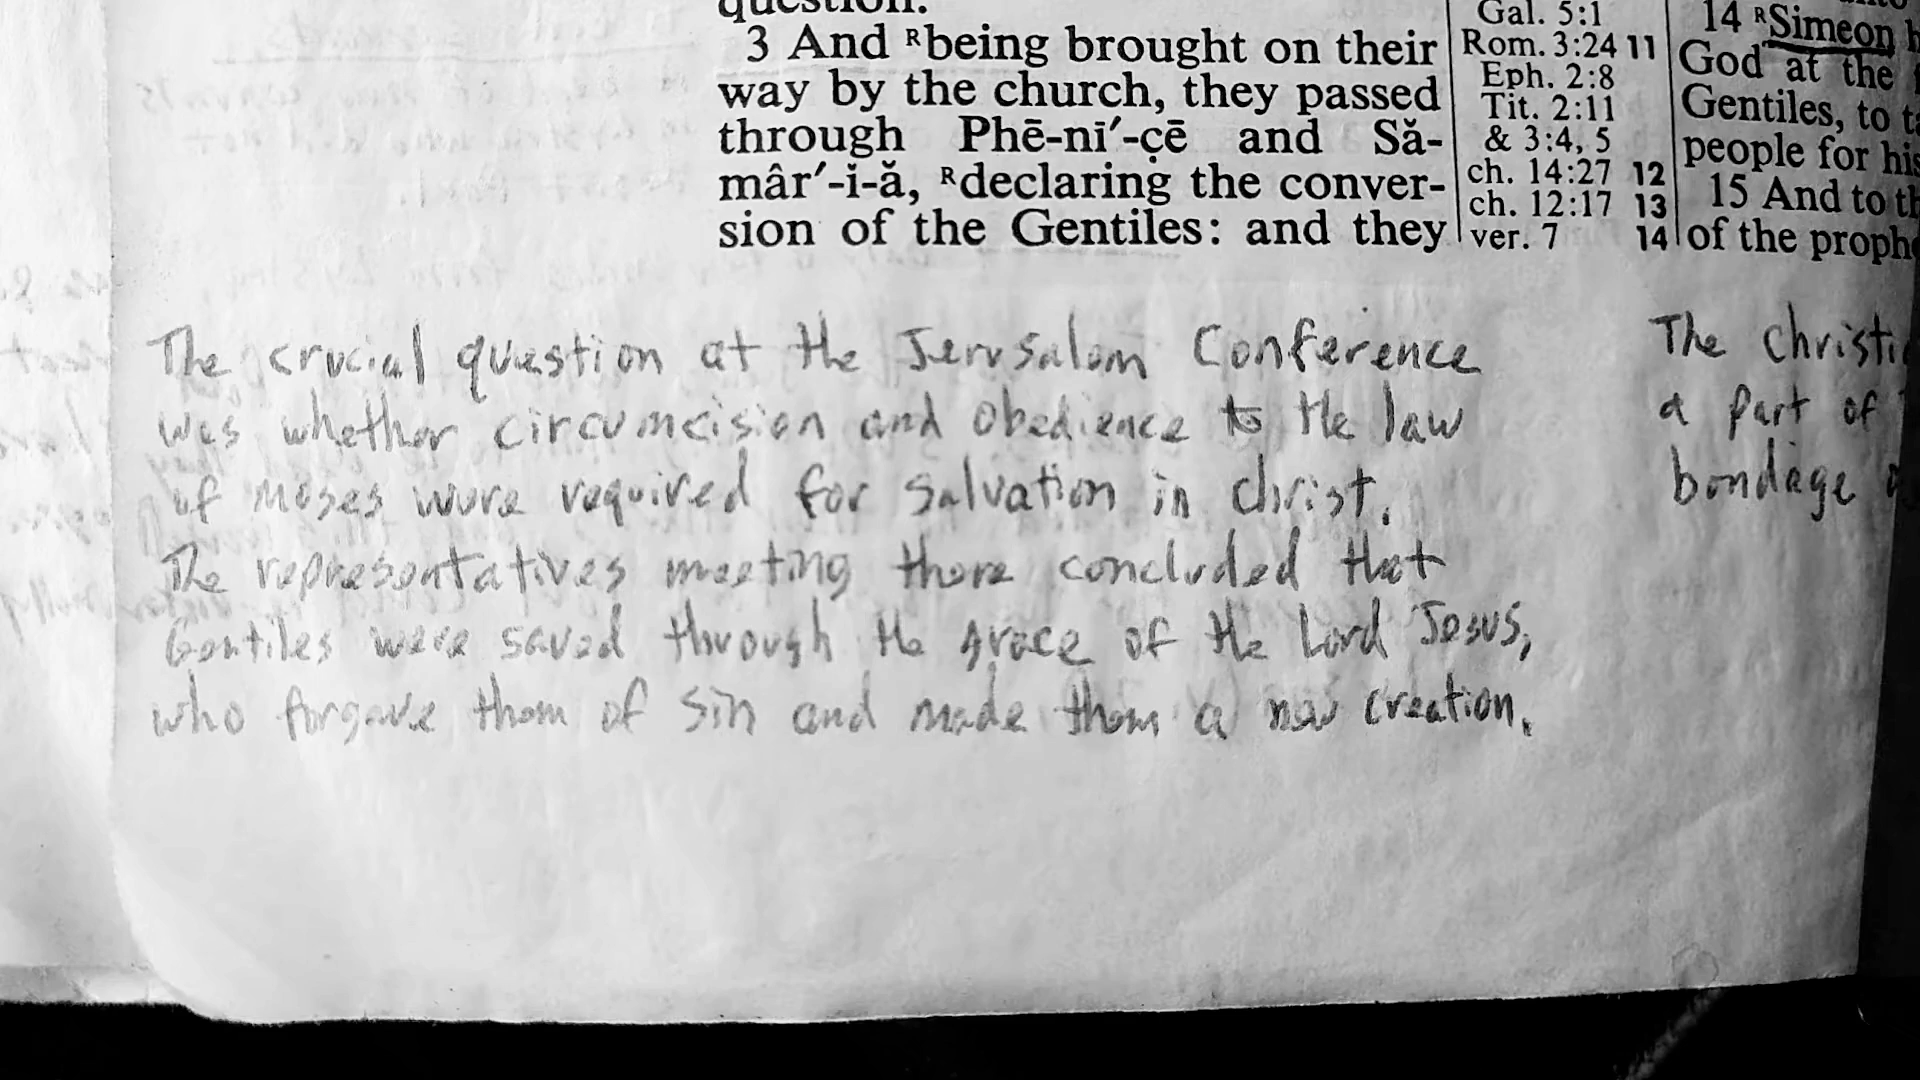 question.
3 And ᴿbeing brought on their
way by the church, they passed
through Phē-nī′-çē and Să-
mâr′-i-ă, ᴿdeclaring the conver-
sion of the Gentiles: and they
Gal. 5:1
Rom. 3:24 11
Eph. 2:8
Tit. 2:11
& 3:4, 5
ch. 14:27 12
ch. 12:17 13
ver. 7 14
14 ᴿSimeon
God at the
Gentiles, to
people for his
15 And to
of the
The crucial question at the Jerusalem Conference
was whether circumcision and obedience to the law
of Moses were required for salvation in christ.
The representatives meeting there concluded that
Gentiles were saved through the grace of the Lord Jesus,
who forgave them of sin and made them a new creation.
The
a part of
bondage